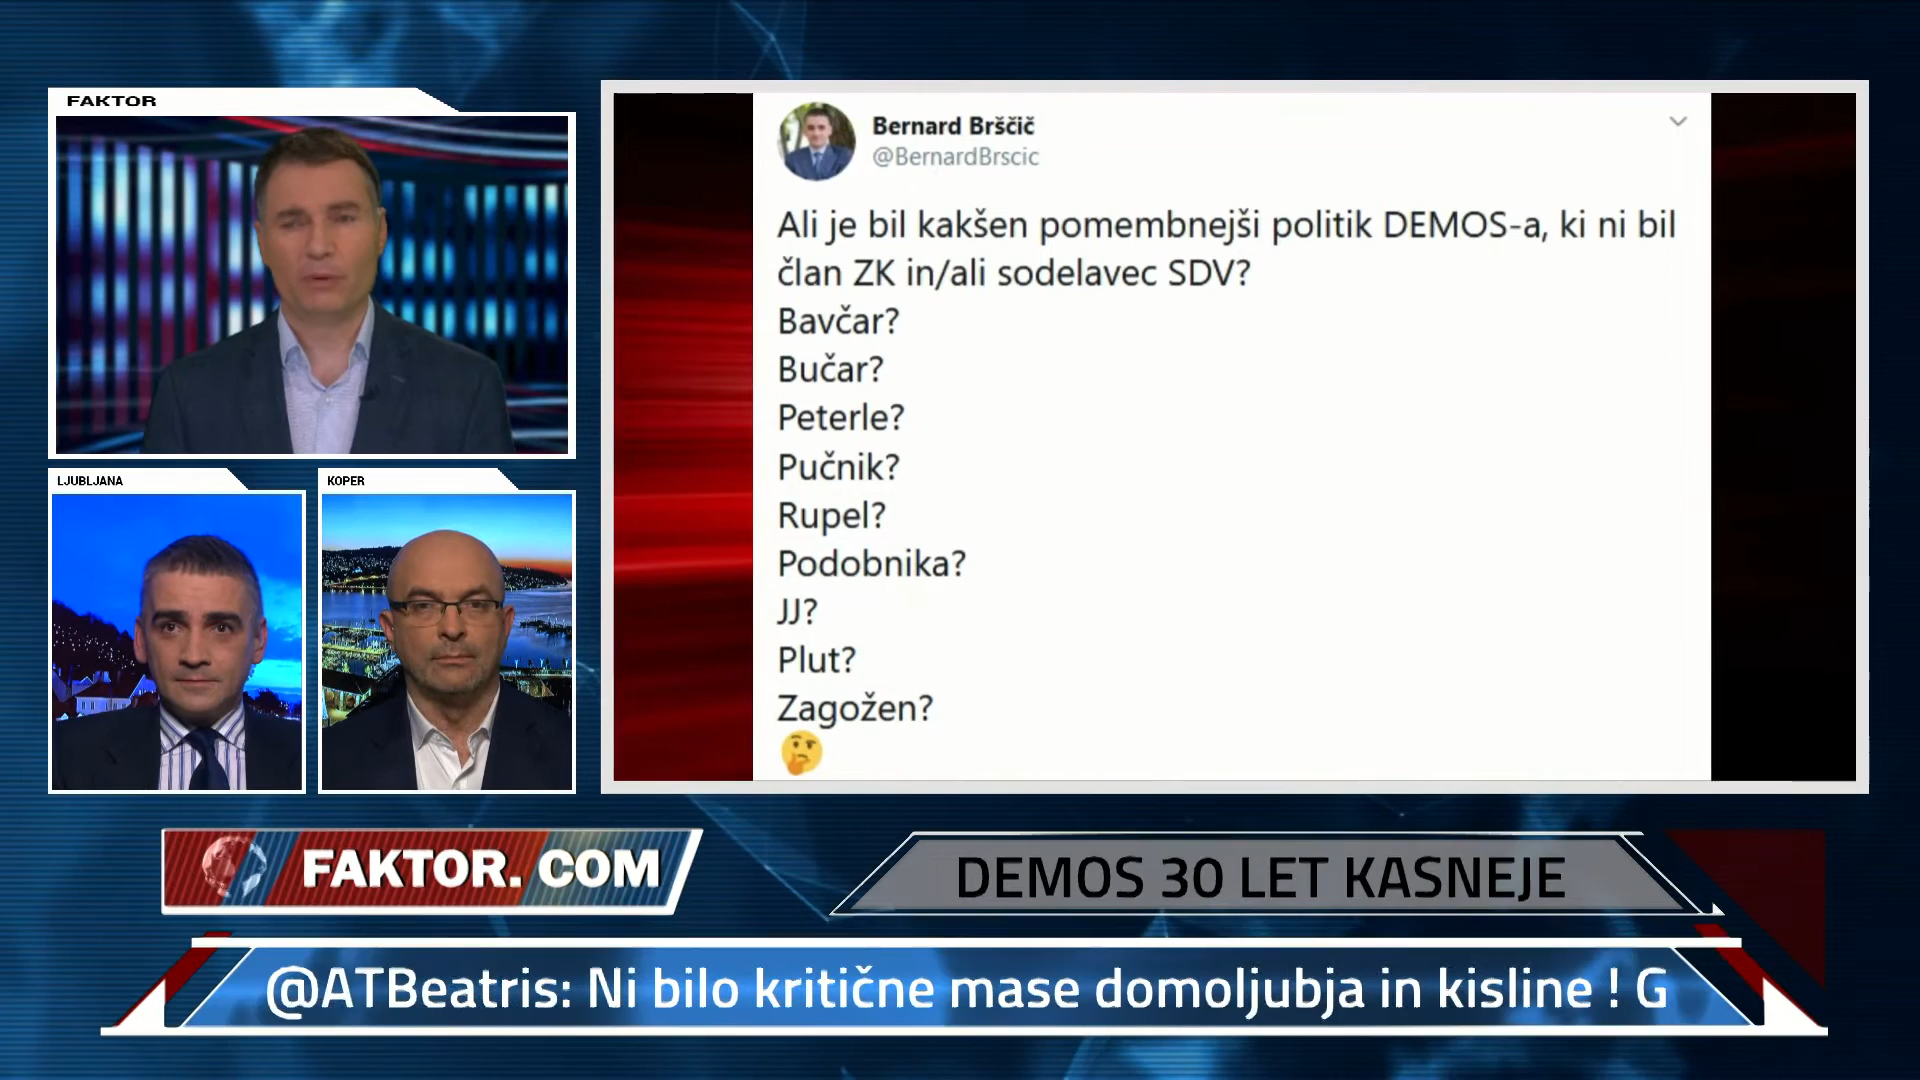 FAKTOR
LJUBLJANA
KOPER
Bernard Brščič
@BernardBrscic
Ali je bil kakšen pomembnejši politik DEMOS-a, ki ni bil
član ZK in/ali sodelavec SDV?
Bavčar?
Bučar?
Peterle?
Pučnik?
Rupel?
Podobnika?
JJ?
Plut?
Zagožen?
FAKTOR. COM
DEMOS 30 LET KASNEJE
@ATBeatris: Ni bilo kritične mase domoljubja in kisline ! G